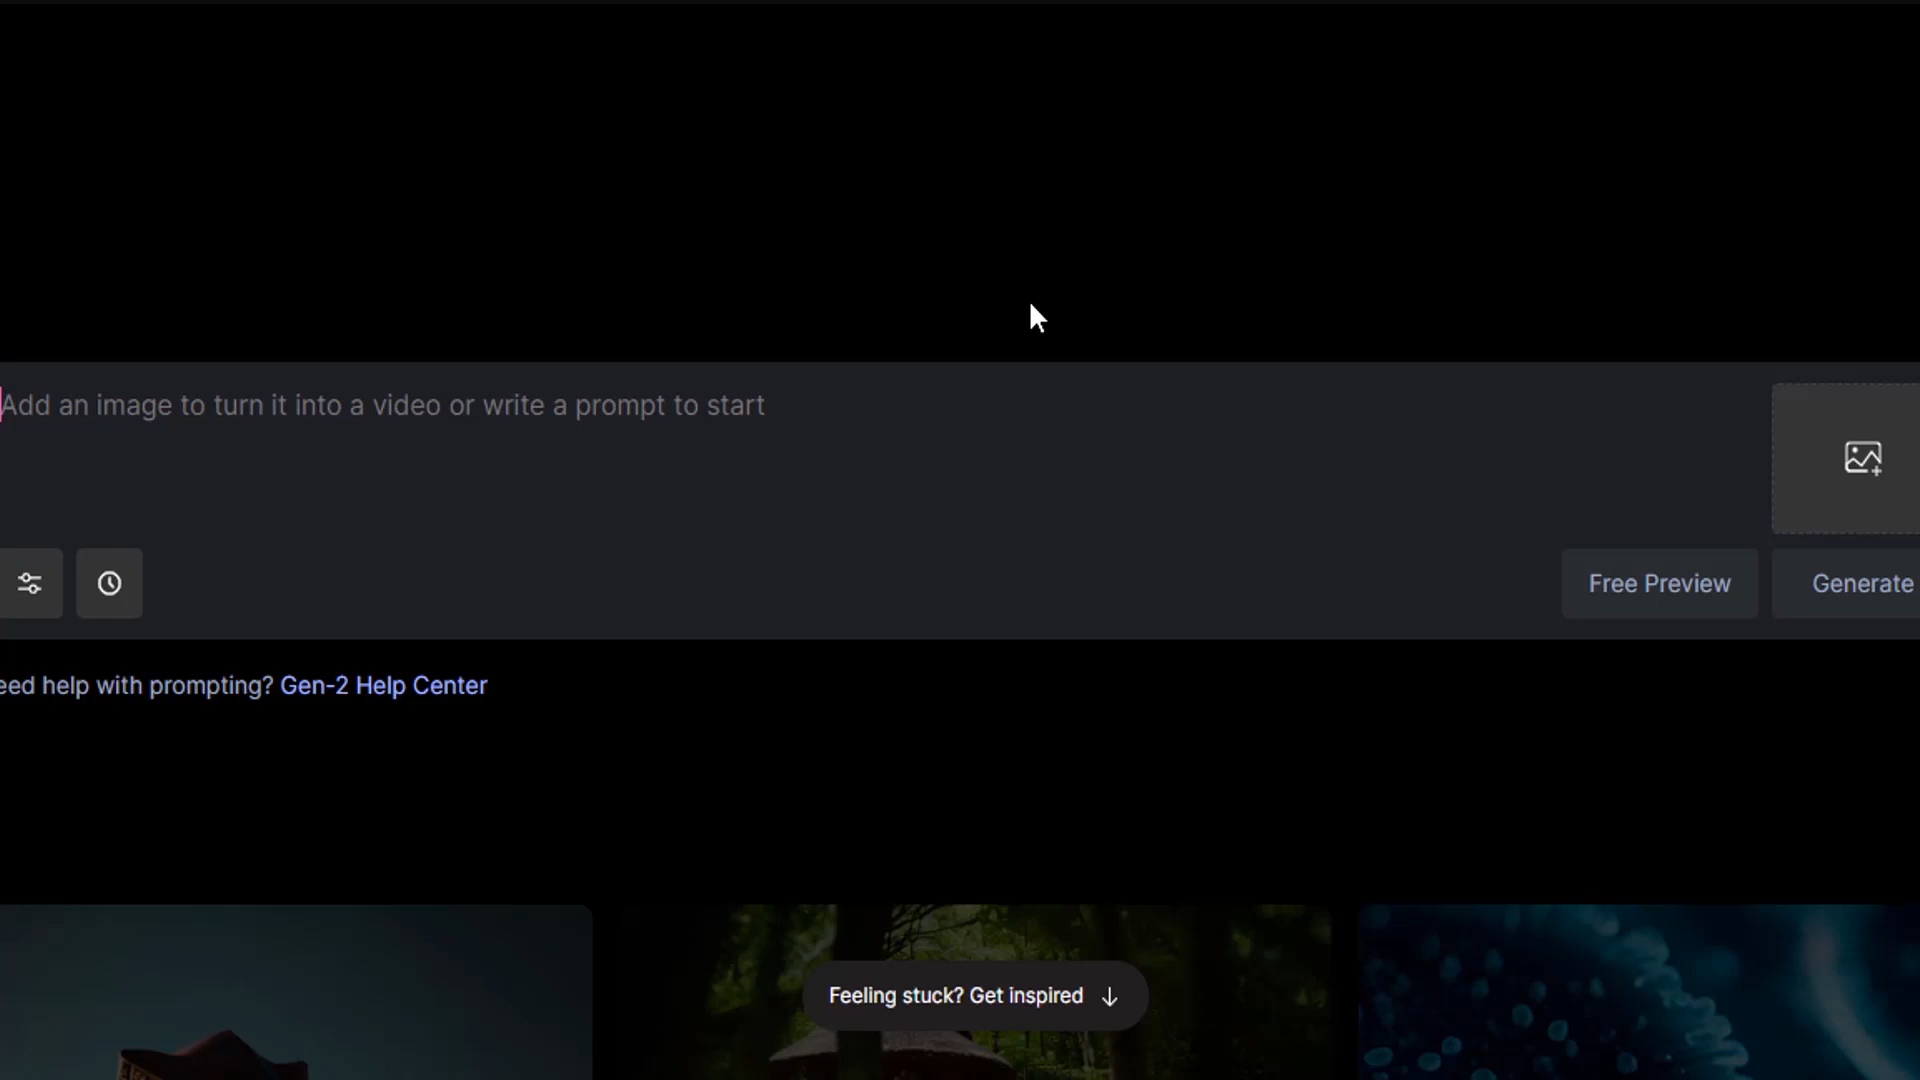 Add an image to turn it into a video or write a prompt to start
Free Preview
Generate
eed help with prompting? Gen-2 Help Center
Feeling stuck? Get inspired ↓